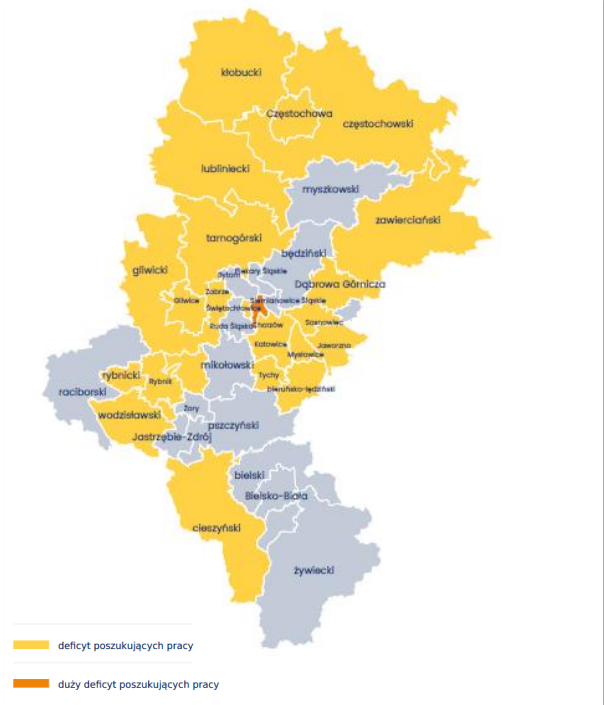 kłobucki
Częstochowa
częstochowski
lubliniecki
myszkowski
zawierciański
tarnogórski
będziński
gliwicki
Bytom
Piekary Śląskie
Dąbrowa Górnicza
Zabrze
Gliwice
Siemianowice Śląskie
Świętochłowice
Ruda Śląska
Chorzów
Sosnowiec
Katowice
Jaworzno
Mysłowice
mikołowski
rybnicki
Rybnik
Tychy
raciborski
bieruńsko-lędziński
Żory
wodzisławski
pszczyński
Jastrzębie-Zdrój
bielski
Bielsko-Biała
cieszyński
żywiecki
deficyt poszukujących pracy
duży deficyt poszukujących pracy